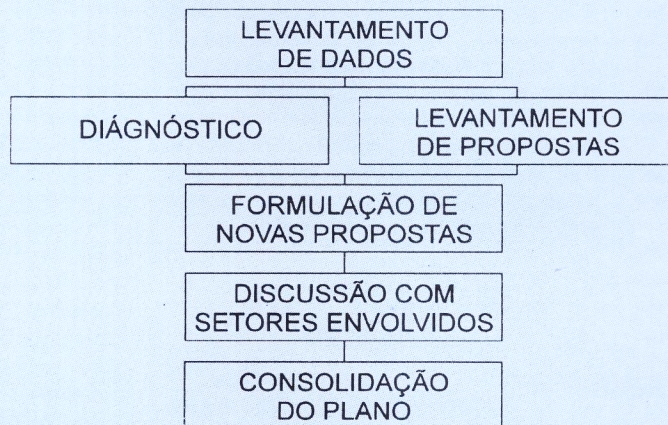 LEVANTAMENTO
DE DADOS
DIÁGNÓSTICO
LEVANTAMENTO
DE PROPOSTAS
FORMULAÇÃO DE
NOVAS PROPOSTAS
DISCUSSÃO COM
SETORES ENVOLVIDOS
CONSOLIDAÇÃO
DO PLANO